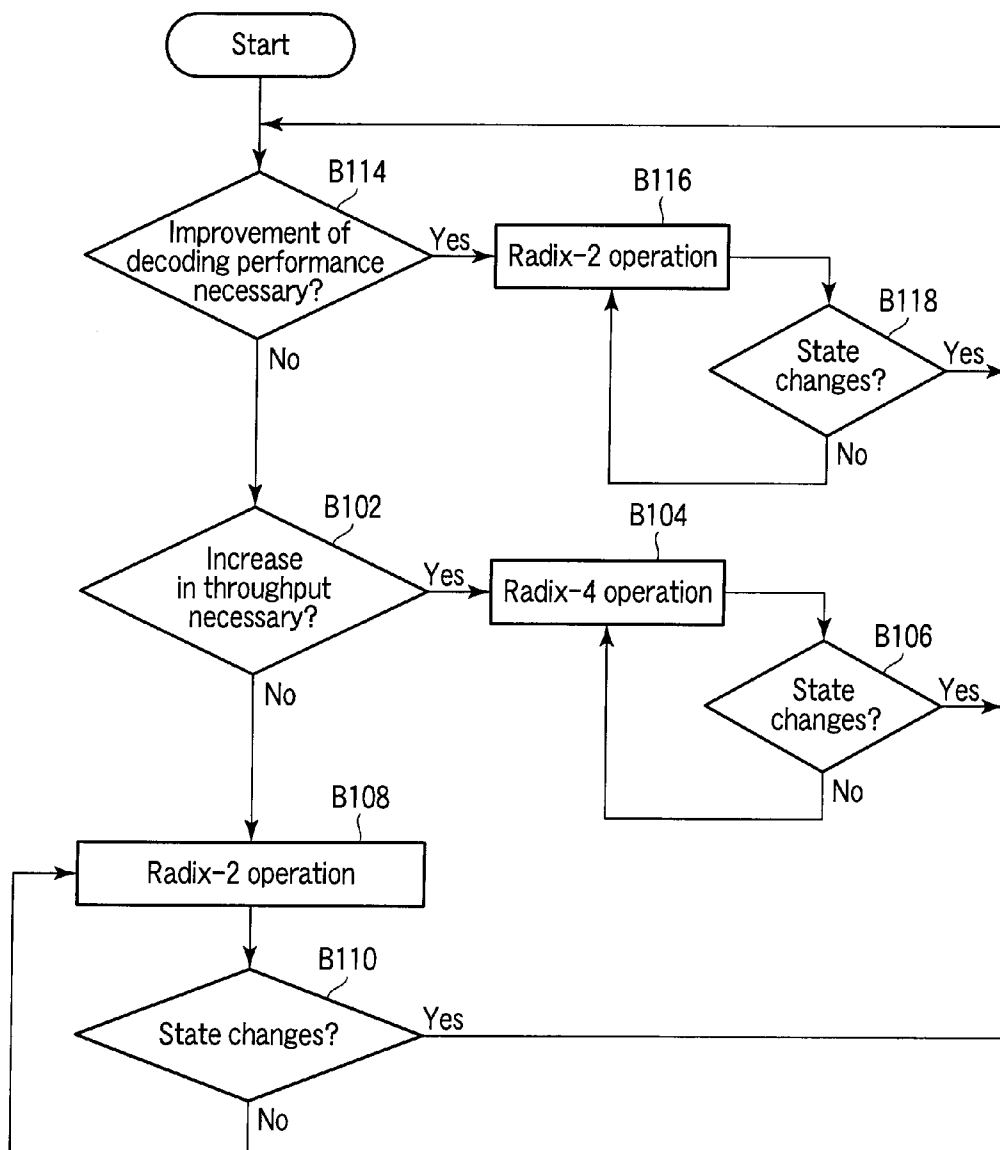 Start
B114
Improvement of
decoding performance
necessary?
Yes
No
B116
Radix-2 operation
B118
State
changes?
Yes
No
B102
Increase
in throughput
necessary?
Yes
No
B104
Radix-4 operation
B106
State
changes?
Yes
No
B108
Radix-2 operation
B110
State changes?
Yes
No